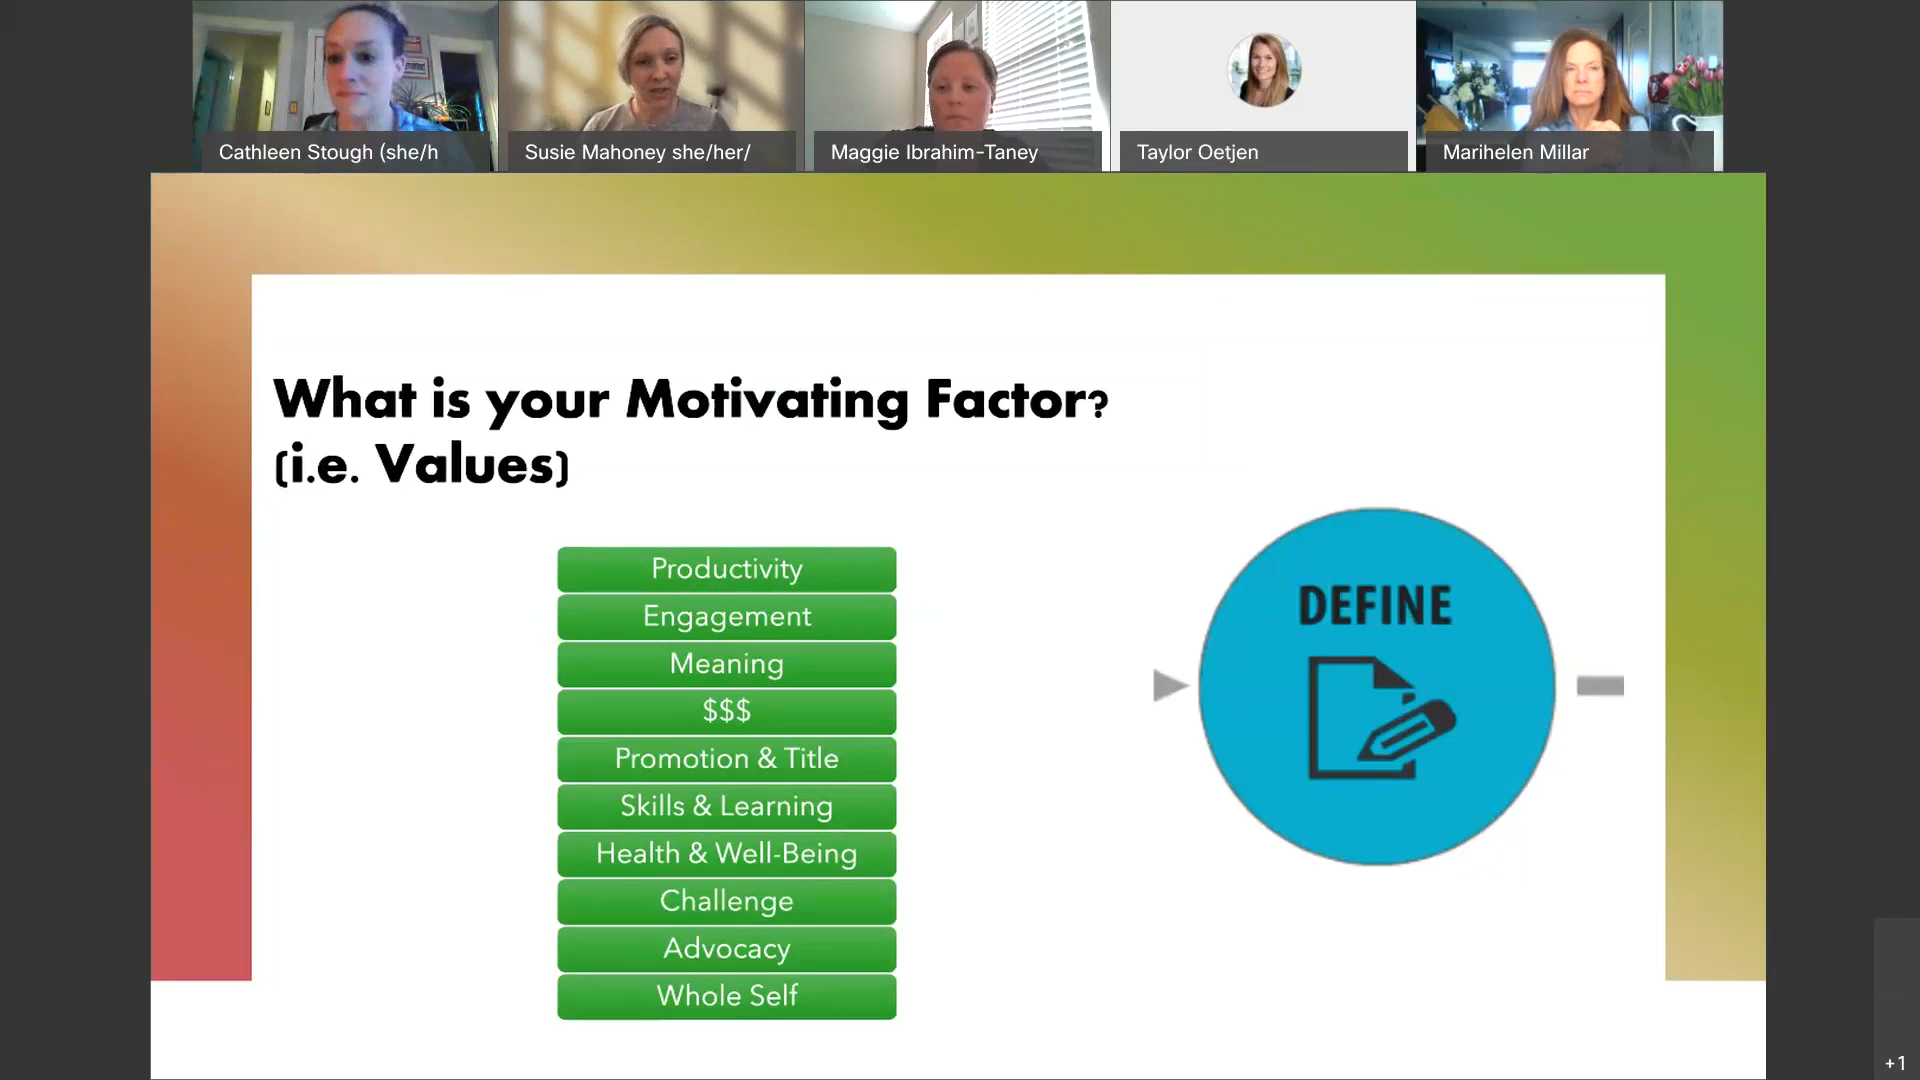 Cathleen Stough (she/h
Susie Mahoney she/her/
Maggie Ibrahim-Taney
Taylor Oetjen
Marihelen Millar
What is your Motivating Factor?
(i.e. Values)
Productivity
Engagement
Meaning
$$$
Promotion & Title
Skills & Learning
Health & Well-Being
Challenge
Advocacy
Whole Self
DEFINE
+1